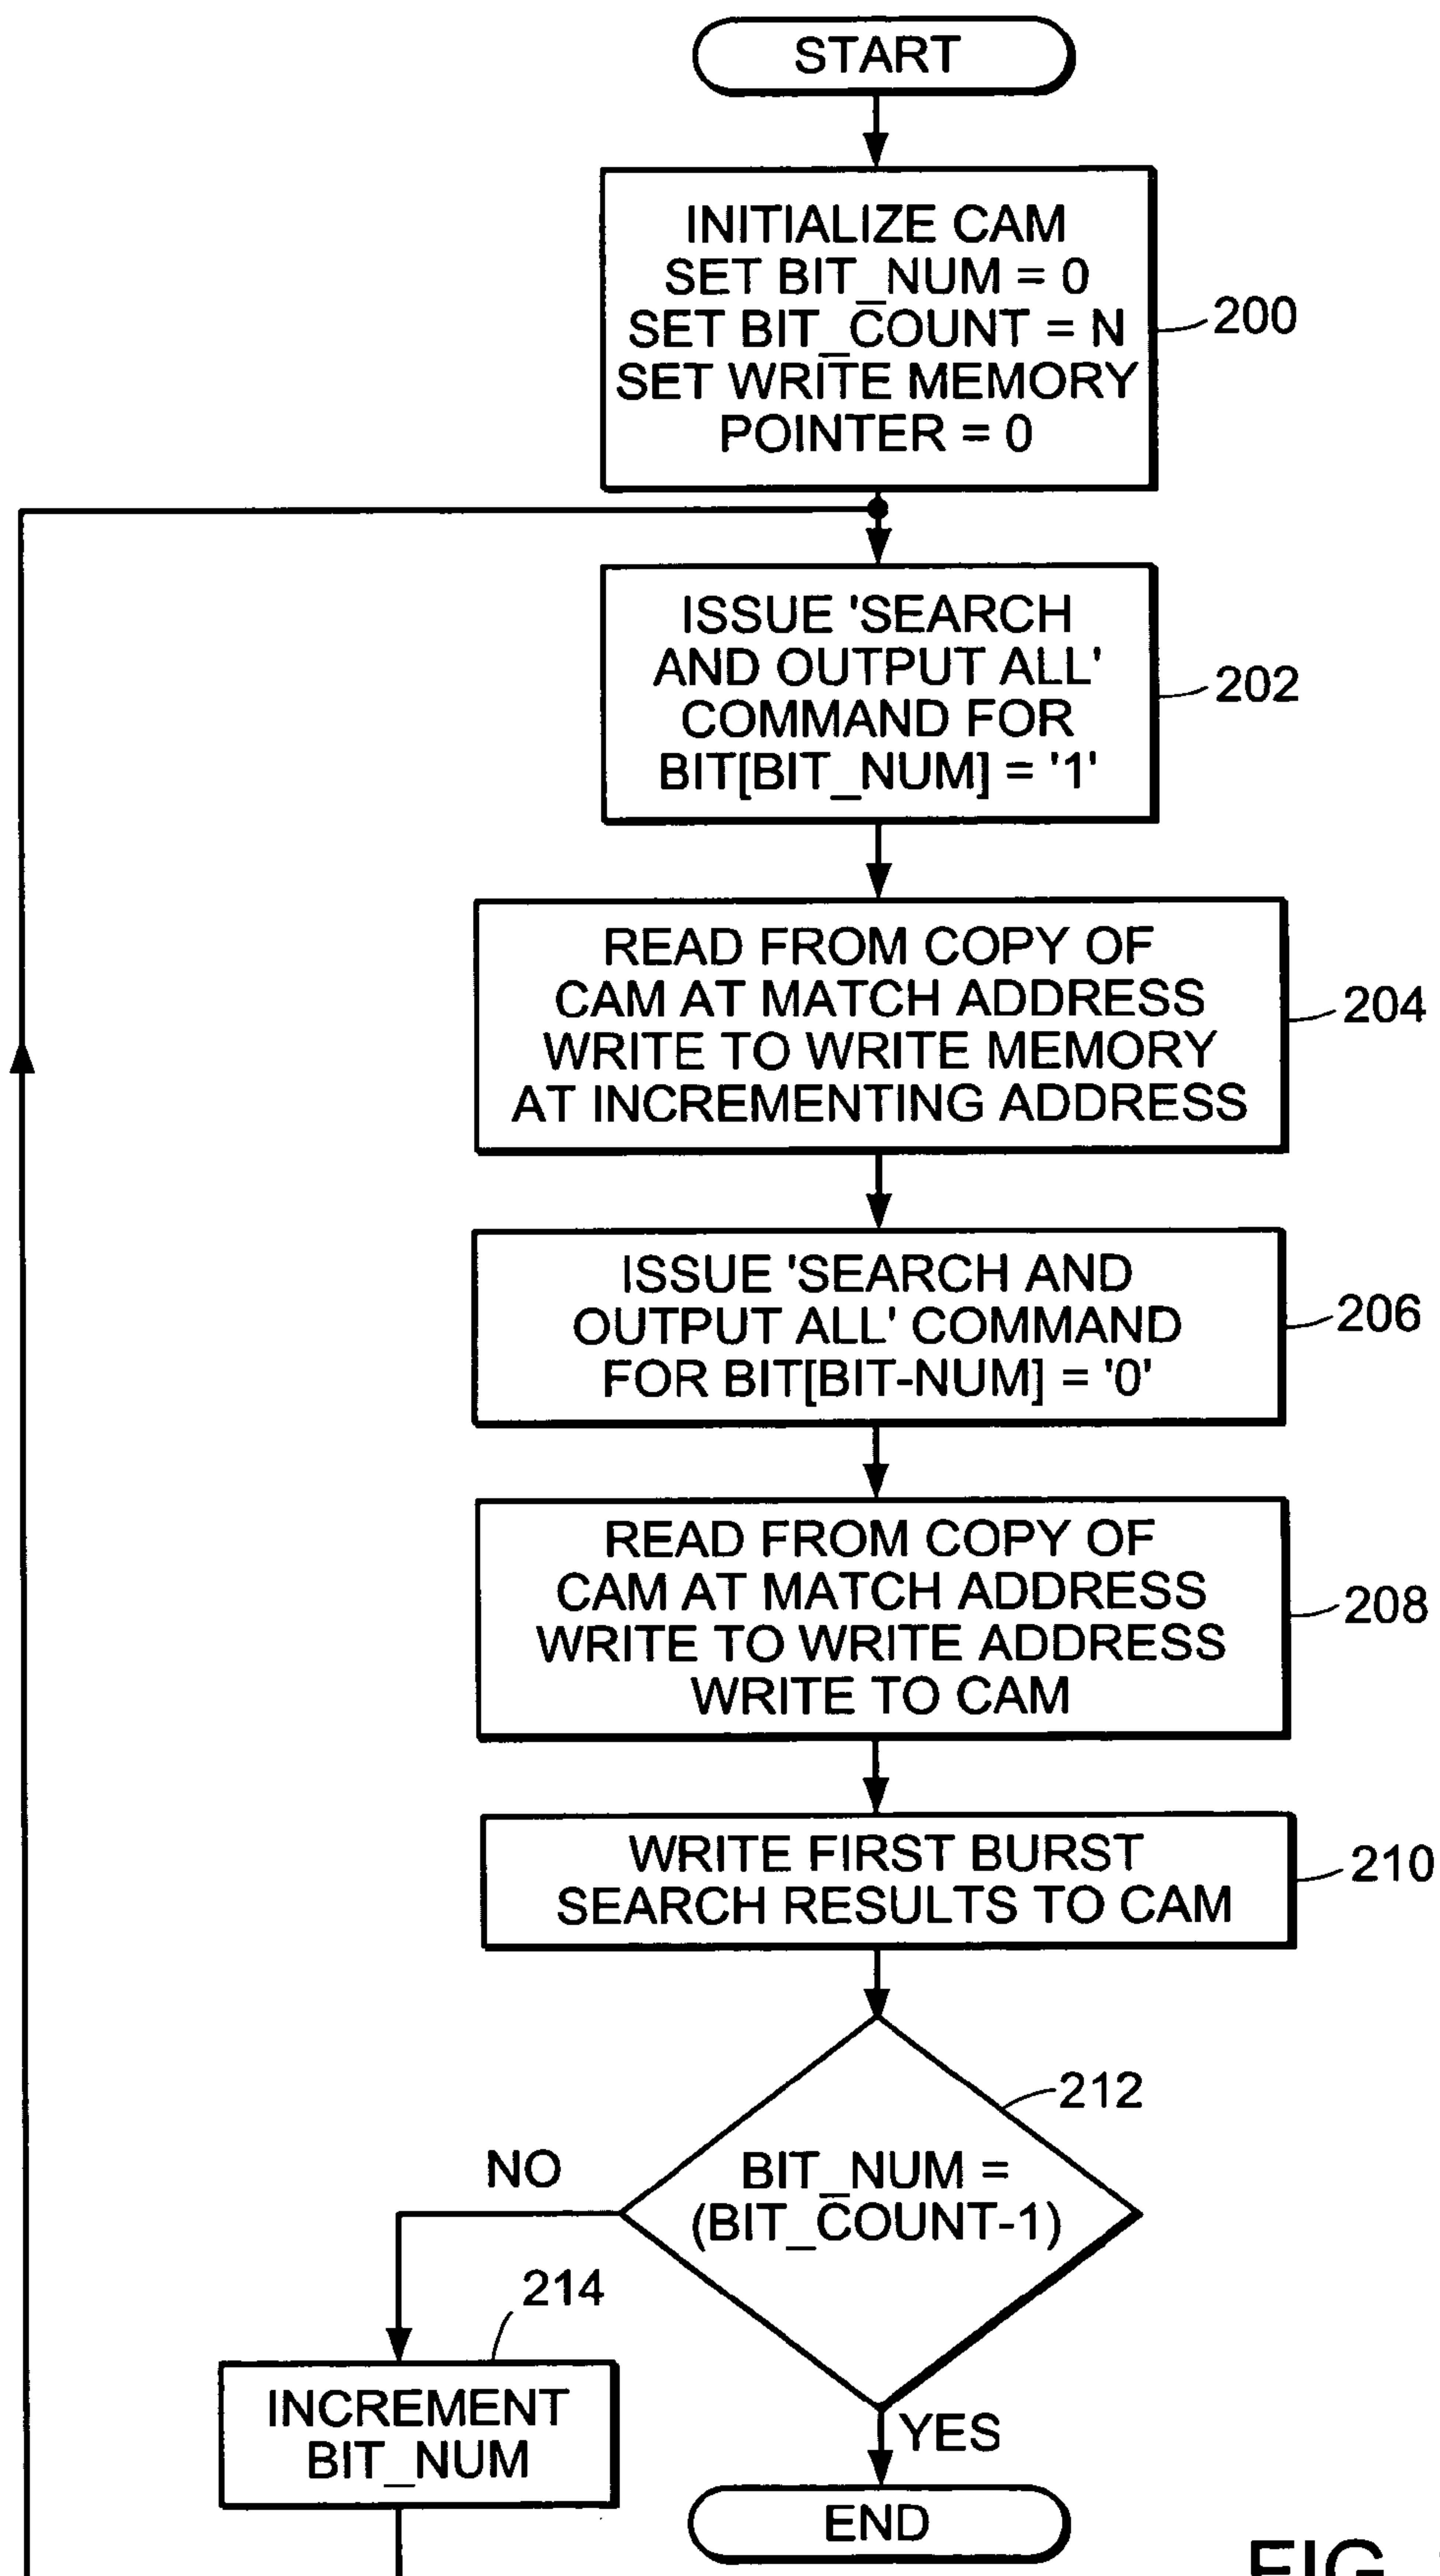 START
INITIALIZE CAM
SET BIT_NUM = 0
SET BIT_COUNT = N
SET WRITE MEMORY
POINTER = 0
200
ISSUE 'SEARCH
AND OUTPUT ALL'
COMMAND FOR
BIT[BIT_NUM] = '1'
202
READ FROM COPY OF
CAM AT MATCH ADDRESS
WRITE TO WRITE MEMORY
AT INCREMENTING ADDRESS
204
ISSUE 'SEARCH AND
OUTPUT ALL' COMMAND
FOR BIT[BIT-NUM] = '0'
206
READ FROM COPY OF
CAM AT MATCH ADDRESS
WRITE TO WRITE ADDRESS
WRITE TO CAM
208
WRITE FIRST BURST
SEARCH RESULTS TO CAM
210
212
BIT_NUM =
(BIT_COUNT-1)
NO
214
INCREMENT
BIT_NUM
YES
END
FIG.